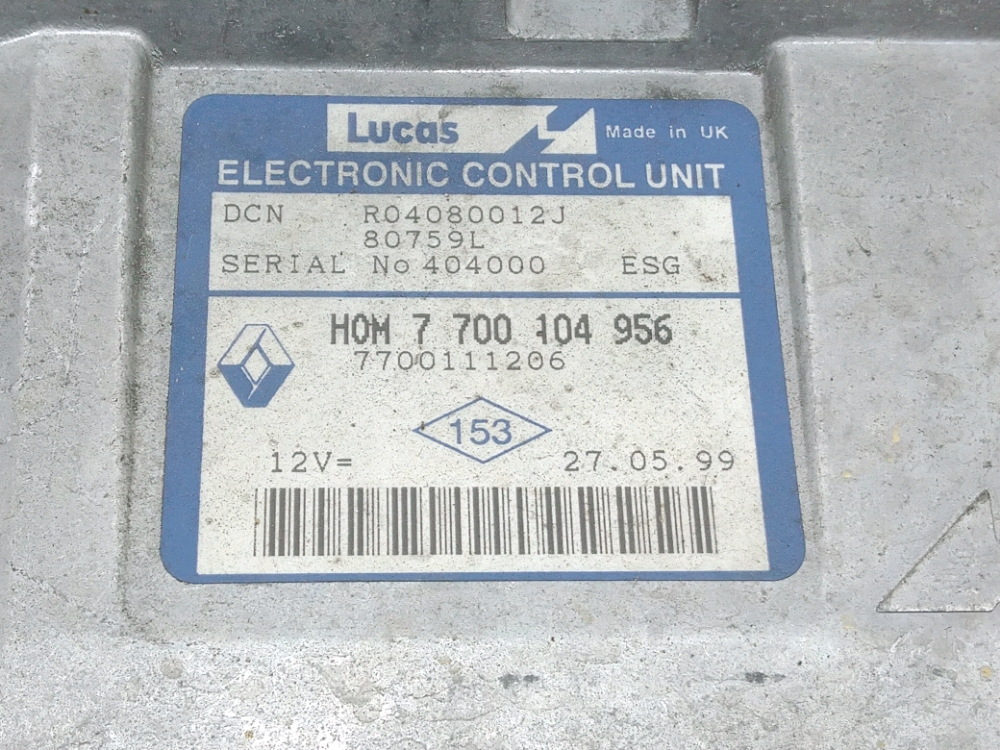 Lucas Made in UK
ELECTRONIC CONTROL UNIT
DCN R04080012J
80759L
SERIAL No 404000 ESG
HOM 7 700 104 956
7700111206
153
12V= 27.05.99